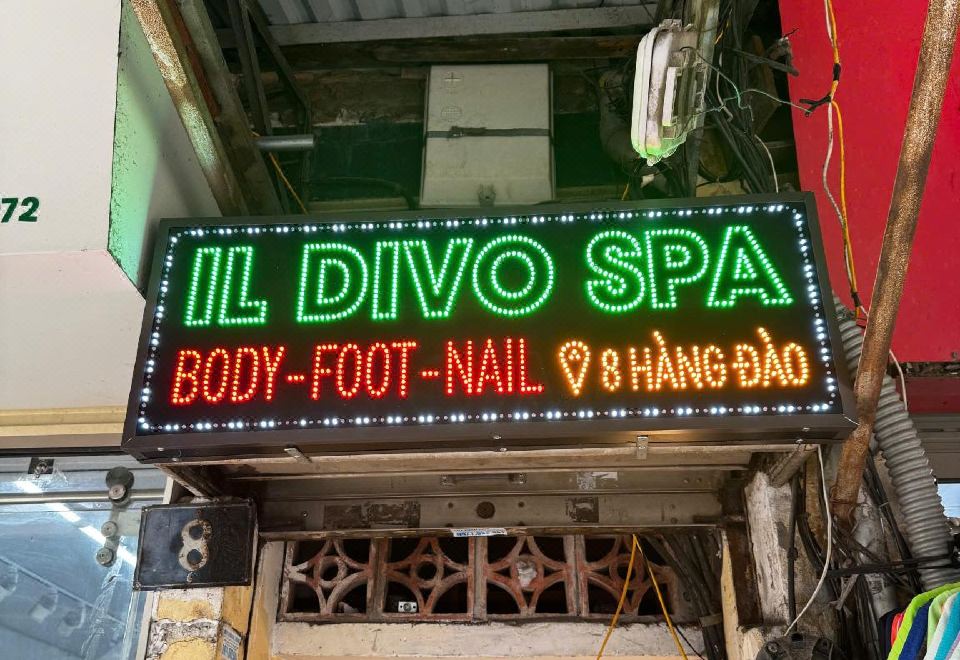 72
IL DIVO SPA
BODY-FOOT-NAIL 8 HÀNG ĐÀO
8